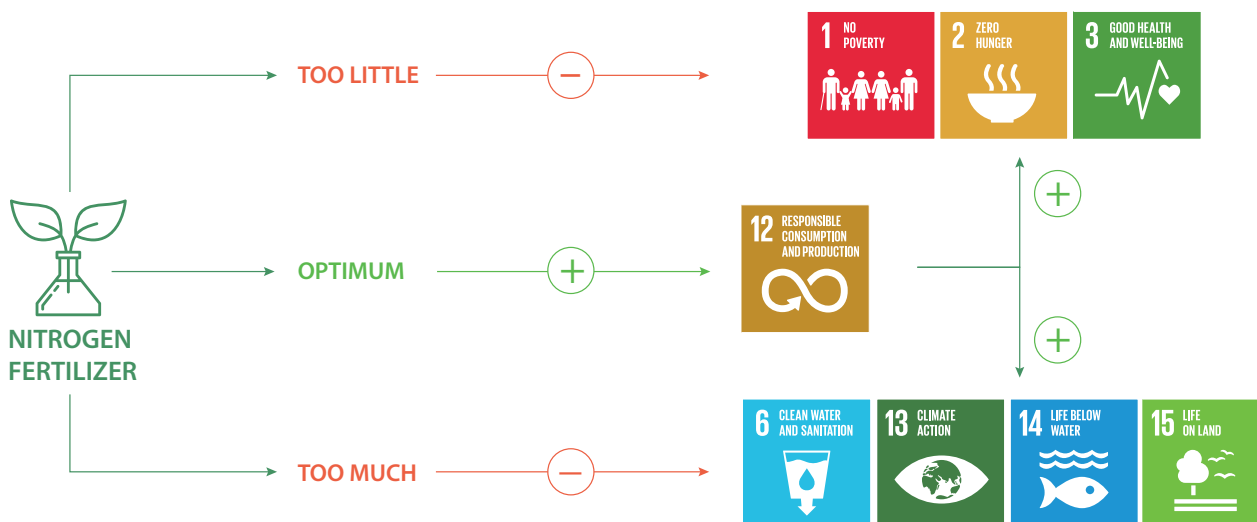 1 NO
POVERTY
2 ZERO
HUNGER
3 GOOD HEALTH
AND WELL-BEING
TOO LITTLE
12 RESPONSIBLE
CONSUMPTION
AND PRODUCTION
OPTIMUM
NITROGEN
FERTILIZER
6 CLEAN WATER
AND SANITATION
13 CLIMATE
ACTION
14 LIFE BELOW
WATER
15 LIFE
ON LAND
TOO MUCH